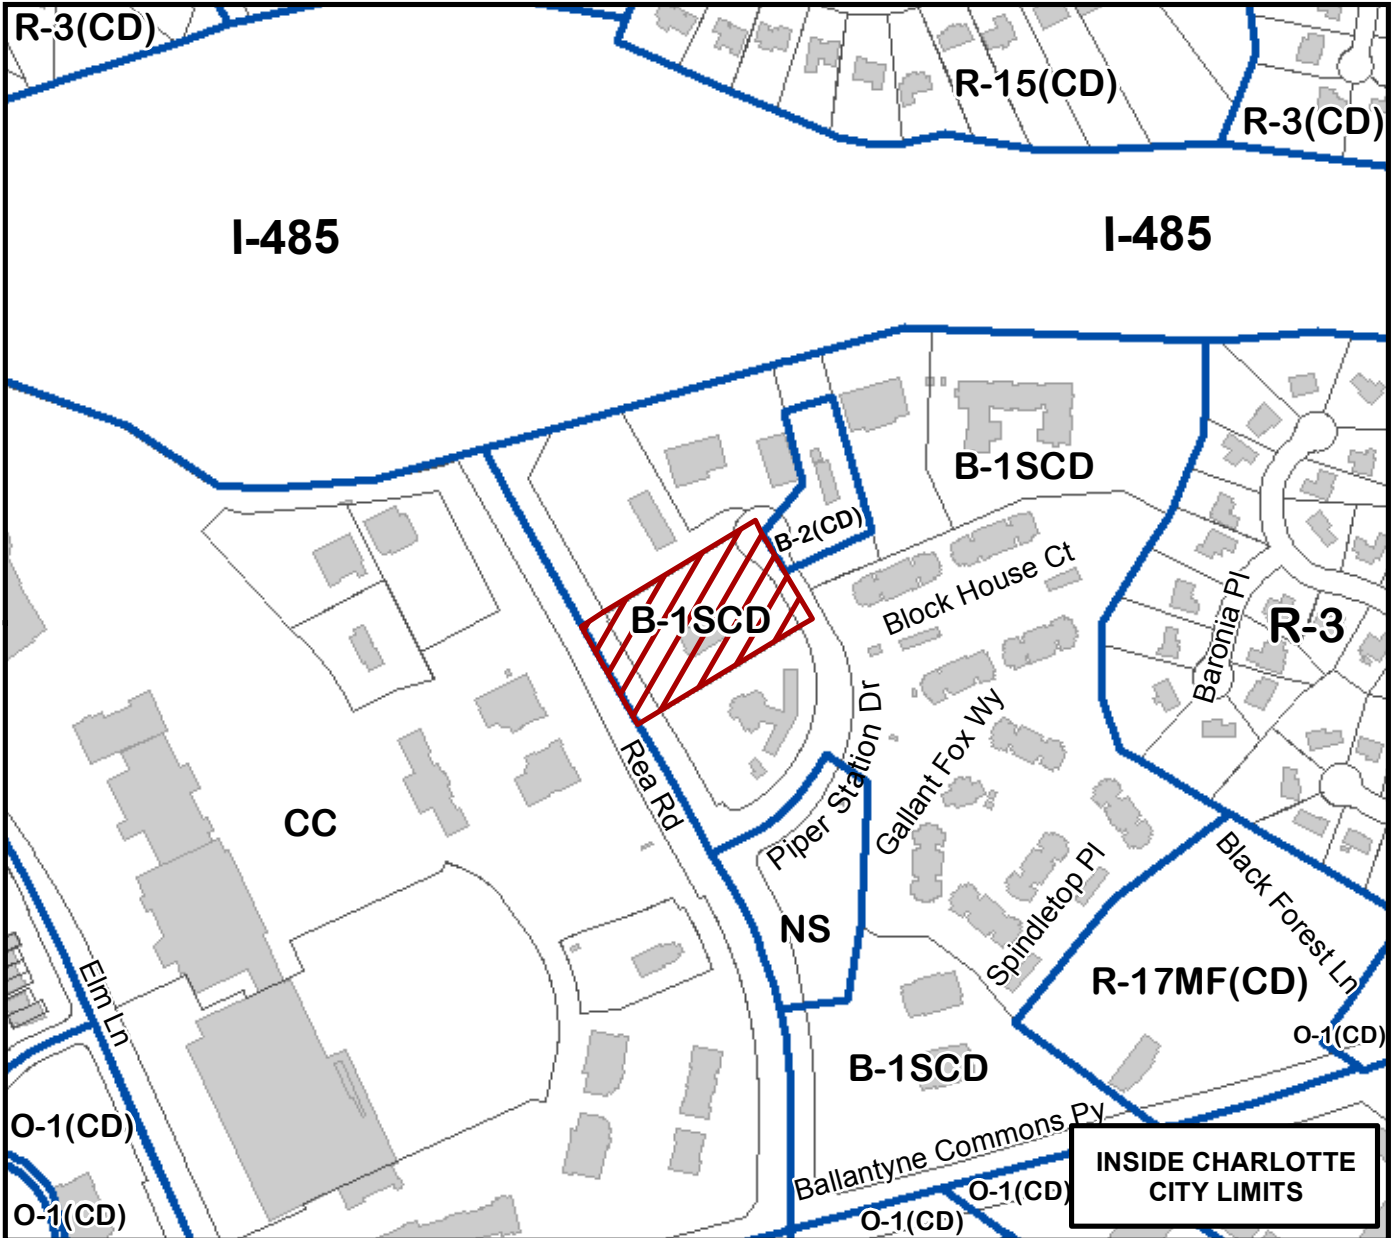 R-3(CD)
R-15(CD)
R-3(CD)
I-485
I-485
B-1SCD
B-2(CD)
Block House Ct
B-1SCD
Baronia Pl
R-3
Piper Station Dr
Gallant Fox Wy
Rea Rd
CC
Spindletop Pl
Black Forest Ln
NS
R-17MF(CD)
Elm Ln
O-1(CD)
B-1SCD
O-1(CD)
Ballantyne Commons Py
INSIDE CHARLOTTE
CITY LIMITS
O-1(CD)
O-1(CD)
O-1(CD)